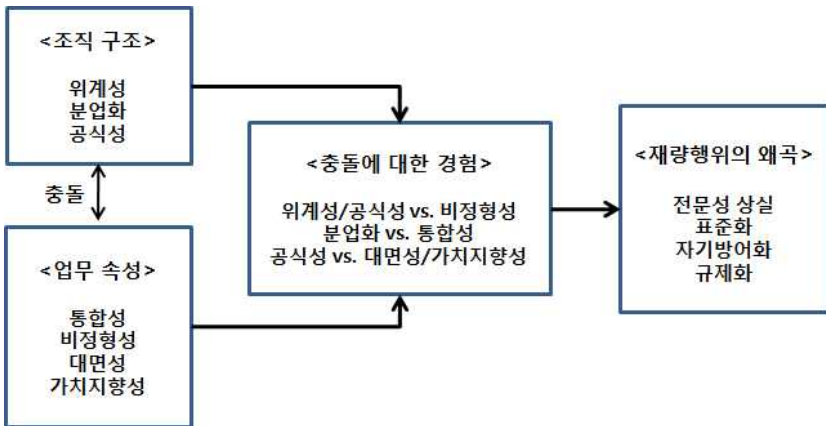 <조직 구조>
위계성
분업화
공식성
충돌
<업무 속성>
통합성
비정형성
대면성
가치지향성
<충돌에 대한 경험>
위계성/공식성 vs. 비정형성
분업화 vs. 통합성
공식성 vs. 대면성/가치지향성
<재량행위의 왜곡>
전문성 상실
표준화
자기방어화
규제화